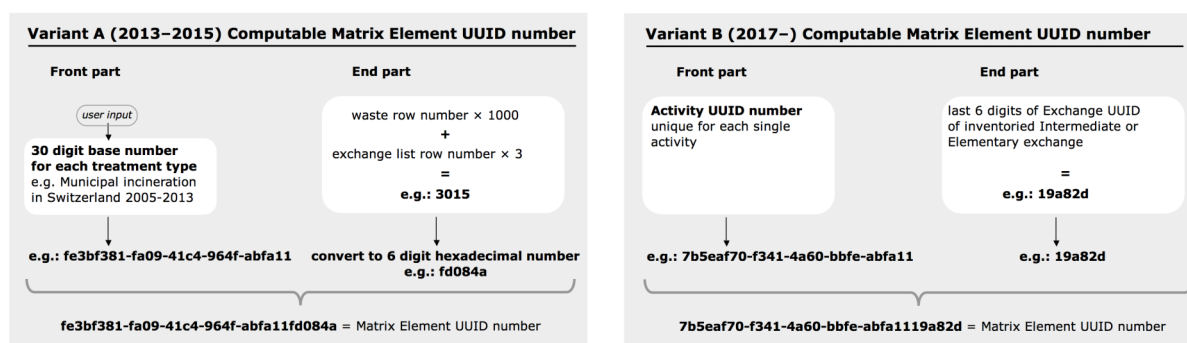 Variant A (2013–2015) Computable Matrix Element UUID number
Front part
End part
user input
30 digit base number
for each treatment type
e.g. Municipal incineration
in Switzerland 2005-2013
waste row number × 1000
+
exchange list row number × 3
=
e.g.: 3015
e.g.: fe3bf381-fa09-41c4-964f-abfa11
convert to 6 digit hexadecimal number
e.g.: fd084a
fe3bf381-fa09-41c4-964f-abfa11fd084a = Matrix Element UUID number
Variant B (2017–) Computable Matrix Element UUID number
Front part
End part
Activity UUID number
unique for each single
activity
last 6 digits of Exchange UUID
of inventoried Intermediate or
Elementary exchange
=
e.g.: 19a82d
e.g.: 7b5eaf70-f341-4a60-bbfe-abfa11
e.g.: 19a82d
7b5eaf70-f341-4a60-bbfe-abfa1119a82d = Matrix Element UUID number